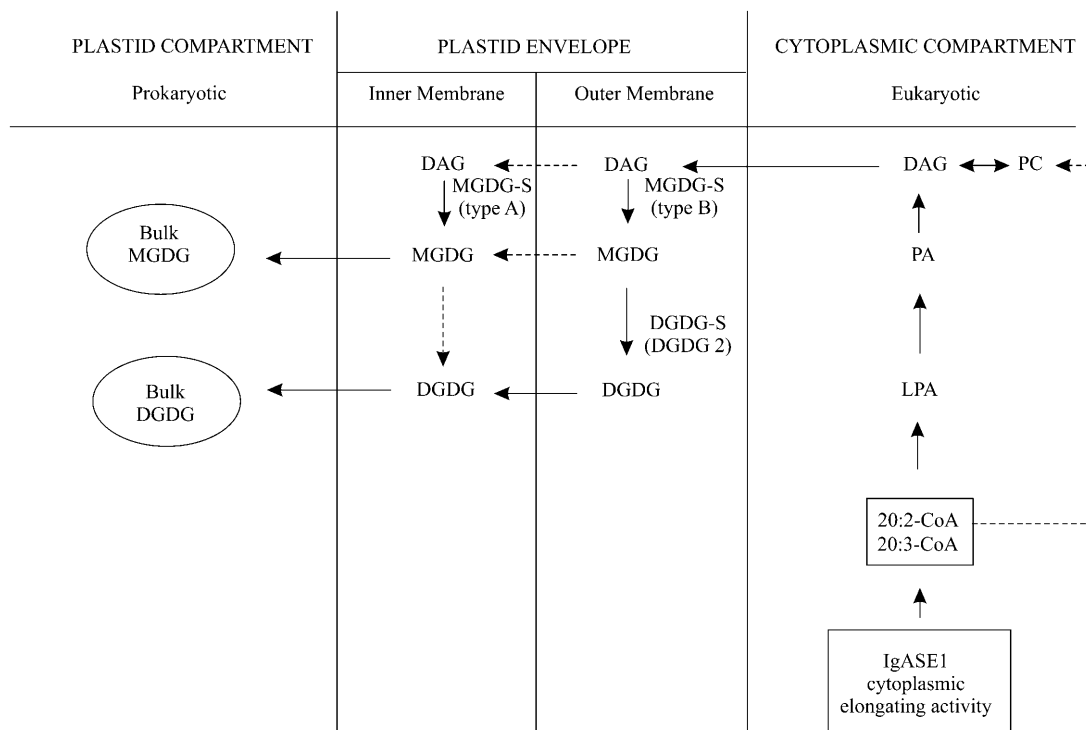 PLASTID COMPARTMENT
PLASTID ENVELOPE
CYTOPLASMIC COMPARTMENT
Prokaryotic
Inner Membrane
Outer Membrane
Eukaryotic
DAG
DAG
DAG
PC
MGDG-S
(type A)
MGDG-S
(type B)
Bulk
MGDG
MGDG
MGDG
PA
DGDG-S
(DGDG 2)
Bulk
DGDG
DGDG
DGDG
LPA
20:2-CoA
20:3-CoA
IgASE1
cytoplasmic
elongating activity